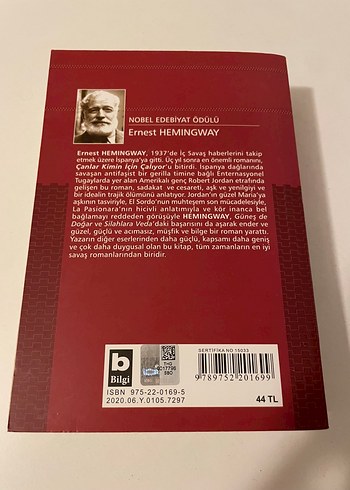 NOBEL EDEBİYAT ÖDÜLÜ
Ernest HEMINGWAY
Ernest HEMINGWAY, 1937'de İç Savaş haberlerini takip
etmek üzere İspanya'ya gitti. Üç yıl sonra en önemli romanını,
Çanlar Kimin İçin Çalıyor'u bitirdi. İspanya dağlarında
savaşan antifaşist bir gerilla timine bağlı Enternasyonel
Tugaylarda yer alan Amerikalı genç Robert Jordan etrafında
gelişen bu roman, sadakat ve cesareti, aşk ve yenilgiyi ve
bir idealin trajik ölümünü anlatıyor. Jordan'ın güzel Maria'ya
aşkının tasviriyle, El Sordo'nun muhteşem son mücadelesiyle,
La Pasionara'nın hicivli anlatımıyla ve kör inanca bel
bağlamayı reddeden görüşüyle HEMINGWAY, Güneş de
Doğar ve Silahlara Veda'daki başarısını da aşarak ender ve
güzel, güçlü ve acımasız, müşfik ve bilge bir roman yarattı.
Yazarın diğer eserlerinden daha güçlü, kapsamı daha geniş
ve çok daha duygusal olan bu kitap, tüm zamanların en iyi
savaş romanlarından biridir.
b
Bilgi
SERTİFİKA NO 15033
ISBN 975-22-0169-5
2020.06.Y.0105.7297
9 789752 201699
44 TL